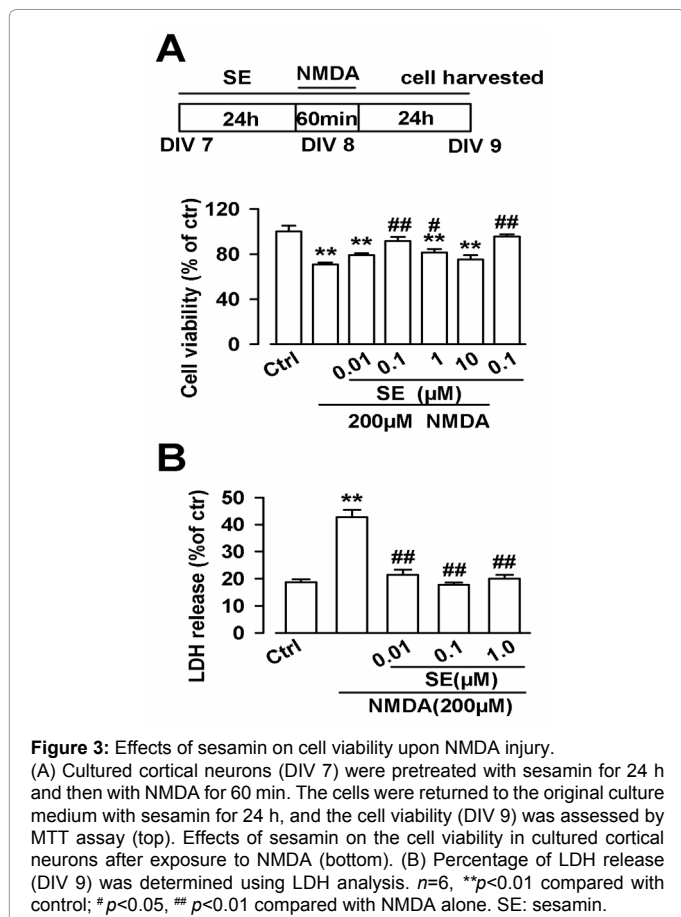 A
SE NMDA cell harvested
24h 60min 24h
DIV 7 DIV 8 DIV 9
Cell viability (% of ctr)
120
80
40
0
** ** ## # ** ** ##
Ctrl 0.01 0.1 1 10 0.1
SE (µM)
200µM NMDA
B
LDH release (%of ctr)
50
40
30
20
10
0
** ## ## ##
Ctrl 0.01 0.1 1.0
SE(µM)
NMDA(200µM)
Figure 3: Effects of sesamin on cell viability upon NMDA injury.
(A) Cultured cortical neurons (DIV 7) were pretreated with sesamin for 24 h
and then with NMDA for 60 min. The cells were returned to the original culture
medium with sesamin for 24 h, and the cell viability (DIV 9) was assessed by
MTT assay (top). Effects of sesamin on the cell viability in cultured cortical
neurons after exposure to NMDA (bottom). (B) Percentage of LDH release
(DIV 9) was determined using LDH analysis. n=6, **p<0.01 compared with
control; #p<0.05, ## p<0.01 compared with NMDA alone. SE: sesamin.